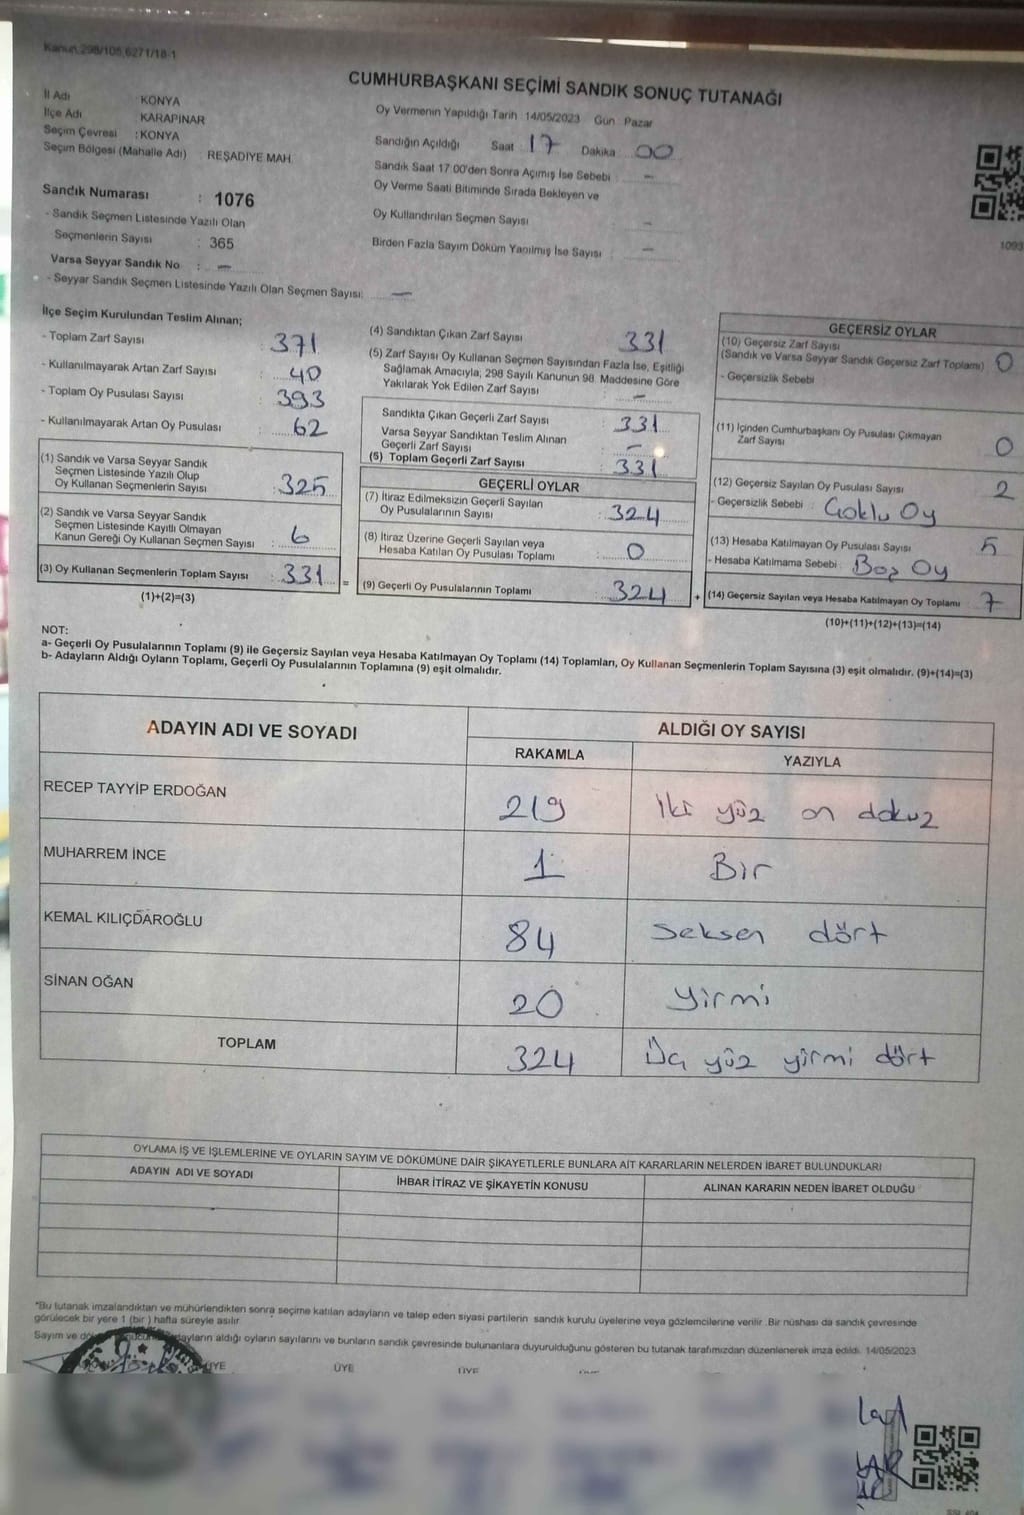 Kanun.298/105,6271/18-1
CUMHURBAŞKANI SEÇİMİ SANDIK SONUÇ TUTANAĞI
İl Adı KONYA
İlçe Adı KARAPINAR
Seçim Çevresi : KONYA
Seçim Bölgesi (Mahalle Adı) : REŞADİYE MAH.
Oy Vermenin Yapıldığı Tarih 14/05/2023 Gün Pazar
Sandığın Açıldığı Saat 17 Dakika 00
Sandık Saat 17:00'den Sonra Açmış İse Sebebi : —
Oy Verme Saati Bitiminde Sırada Bekleyen ve
Oy Kullandırılan Seçmen Sayısı —
Birden Fazla Sayım Döküm Yapılmış İse Sayısı : —
1093
Sandık Numarası : 1076
- Sandık Seçmen Listesinde Yazılı Olan
Seçmenlerin Sayısı : 365
Varsa Seyyar Sandık No : —
- Seyyar Sandık Seçmen Listesinde Yazılı Olan Seçmen Sayısı: —
İlçe Seçim Kurulundan Teslim Alınan;
- Toplam Zarf Sayısı : 371
- Kullanılmayarak Artan Zarf Sayısı : 40
- Toplam Oy Pusulası Sayısı : 393
- Kullanılmayarak Artan Oy Pusulası : 62
(1) Sandık ve Varsa Seyyar Sandık
Seçmen Listesinde Yazılı Olup
Oy Kullanan Seçmenlerin Sayısı : 325
(2) Sandık ve Varsa Seyyar Sandık
Seçmen Listesinde Kayıtlı Olmayan
Kanun Gereği Oy Kullanan Seçmen Sayısı : 6
(3) Oy Kullanan Seçmenlerin Toplam Sayısı : 331 =
(1)+(2)=(3)
(4) Sandıktan Çıkan Zarf Sayısı 331
(5) Zarf Sayısı Oy Kullanan Seçmen Sayısından Fazla İse, Eşitliği
Sağlamak Amacıyla; 298 Sayılı Kanunun 98. Maddesine Göre
Yakılarak Yok Edilen Zarf Sayısı : —
Sandıkta Çıkan Geçerli Zarf Sayısı : 331
Varsa Seyyar Sandıktan Teslim Alınan
Geçerli Zarf Sayısı : —
(6) Toplam Geçerli Zarf Sayısı : 331
GEÇERLİ OYLAR
(7) İtiraz Edilmeksizin Geçerli Sayılan
Oy Pusulalarının Sayısı : 324
(8) İtiraz Üzerine Geçerli Sayılan veya
Hesaba Katılan Oy Pusulası Toplamı : 0
(9) Geçerli Oy Pusulalarının Toplamı : 324 +
GEÇERSİZ OYLAR
(10) Geçersiz Zarf Sayısı
(Sandık ve Varsa Seyyar Sandık Geçersiz Zarf Toplamı) : 0
- Geçersizlik Sebebi
(11) İçinden Cumhurbaşkanı Oy Pusulası Çıkmayan
Zarf Sayısı 0
(12) Geçersiz Sayılan Oy Pusulası Sayısı 2
- Geçersizlik Sebebi : Çoklu Oy
(13) Hesaba Katılmayan Oy Pusulası Sayısı 5
- Hesaba Katılmama Sebebi : Boş Oy
(14) Geçersiz Sayılan veya Hesaba Katılmayan Oy Toplamı : 7
(10)+(11)+(12)+(13)=(14)
NOT:
a- Geçerli Oy Pusulalarının Toplamı (9) ile Geçersiz Sayılan veya Hesaba Katılmayan Oy Toplamı (14) Toplamları, Oy Kullanan Seçmenlerin Toplam Sayısına (3) eşit olmalıdır. (9)+(14)=(3)
b- Adayların Aldığı Oyların Toplamı, Geçerli Oy Pusulalarının Toplamına (9) eşit olmalıdır.
ADAYIN ADI VE SOYADI ALDIĞI OY SAYISI
RAKAMLA YAZIYLA
RECEP TAYYİP ERDOĞAN 219 iki yüz on dokuz
MUHARREM İNCE 1 Bir
KEMAL KILIÇDAROĞLU 84 Seksen dört
SİNAN OĞAN 20 Yirmi
TOPLAM 324 Üç yüz yirmi dört
OYLAMA İŞ VE İŞLEMLERİNE VE OYLARIN SAYIM VE DÖKÜMÜNE DAİR ŞİKAYETLERLE BUNLARA AİT KARARLARIN NELERDEN İBARET BULUNDUKLARI
ADAYIN ADI VE SOYADI İHBAR İTİRAZ VE ŞİKAYETİN KONUSU ALINAN KARARIN NEDEN İBARET OLDUĞU
*Bu tutanak imzalandıktan ve mühürlendikten sonra seçime katılan adayların ve talep eden siyasi partilerin sandık kurulu üyelerine veya gözlemcilerine verilir. Bir nüshası da sandık çevresinde
görülecek bir yere 1 (bir) hafta süreyle asılır.
Sayım ve adayların aldığı oyların sayılarını ve bunların sandık çevresinde bulunanlara duyurulduğunu gösteren bu tutanak tarafımızdan düzenlenerek imza edildi. 14/05/2023
ÜYE ÜYE